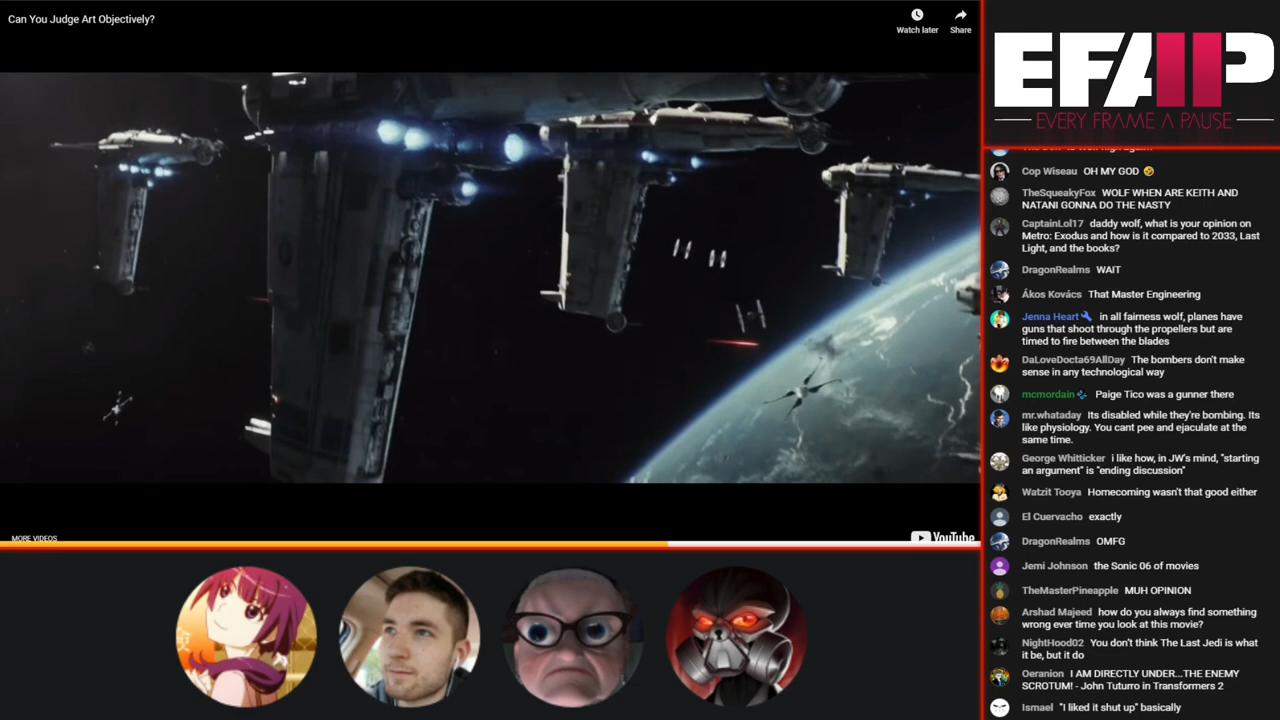 Can You Judge Art Objectively?
Watch later
Share
MORE VIDEOS
YouTube
EFAP
EVERY FRAME A PAUSE
Cop Wiseau OH MY GOD 🤣
TheSqueakyFox WOLF WHEN ARE KEITH AND
NATANI GONNA DO THE NASTY
CaptainLol17 daddy wolf, what is your opinion on
Metro: Exodus and how is it compared to 2033, Last
Light, and the books?
DragonRealms WAIT
Ákos Kovács That Master Engineering
Jenna Heart in all fairness wolf, planes have
guns that shoot through the propellers but are
timed to fire between the blades
DaLoveDocta69AllDay The bombers don't make
sense in any technological way
mcmordain Paige Tico was a gunner there
mr.whataday Its disabled while they're bombing. Its
like physiology. You cant pee and ejaculate at the
same time.
George Whitticker i like how, in JW's mind, "starting
an argument" is "ending discussion"
Watzit Tooya Homecoming wasn't that good either
El Cuervacho exactly
DragonRealms OMFG
Jemi Johnson the Sonic 06 of movies
TheMasterPineapple MUH OPINION
Arshad Majeed how do you always find something
wrong ever time you look at this movie?
NightHood02 You don't think The Last Jedi is what
it be, but it do
Oeranion I AM DIRECTLY UNDER...THE ENEMY
SCROTUM! - John Tuturro in Transformers 2
Ismael "I liked it shut up" basically